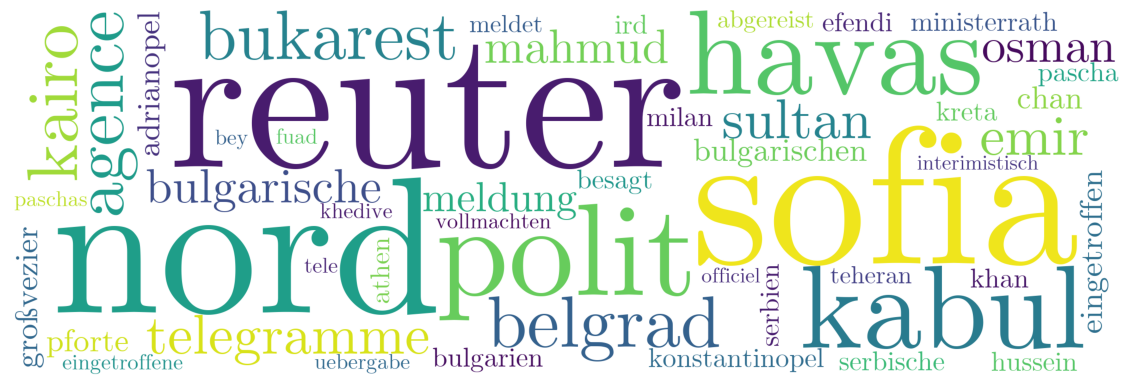 bukarest
meldet
ird
abgereist
efendi
ministerrath
mahmud
havas
osman
kairo
agence
adrianopel
reuter
pascha
chan
milan
sultan
kreta
emir
bey
fuad
bulgarischen
interimistisch
paschas
bulgarische
besagt
sofia
meldung
khedive
vollmachten
nord
polit
eingetroffen
großvezier
tele
athen
officiel
serbien
teheran
khan
kabul
pforte
telegramme
belgrad
eingetroffene
uebergabe
bulgarien
konstantinopel
serbische
hussein